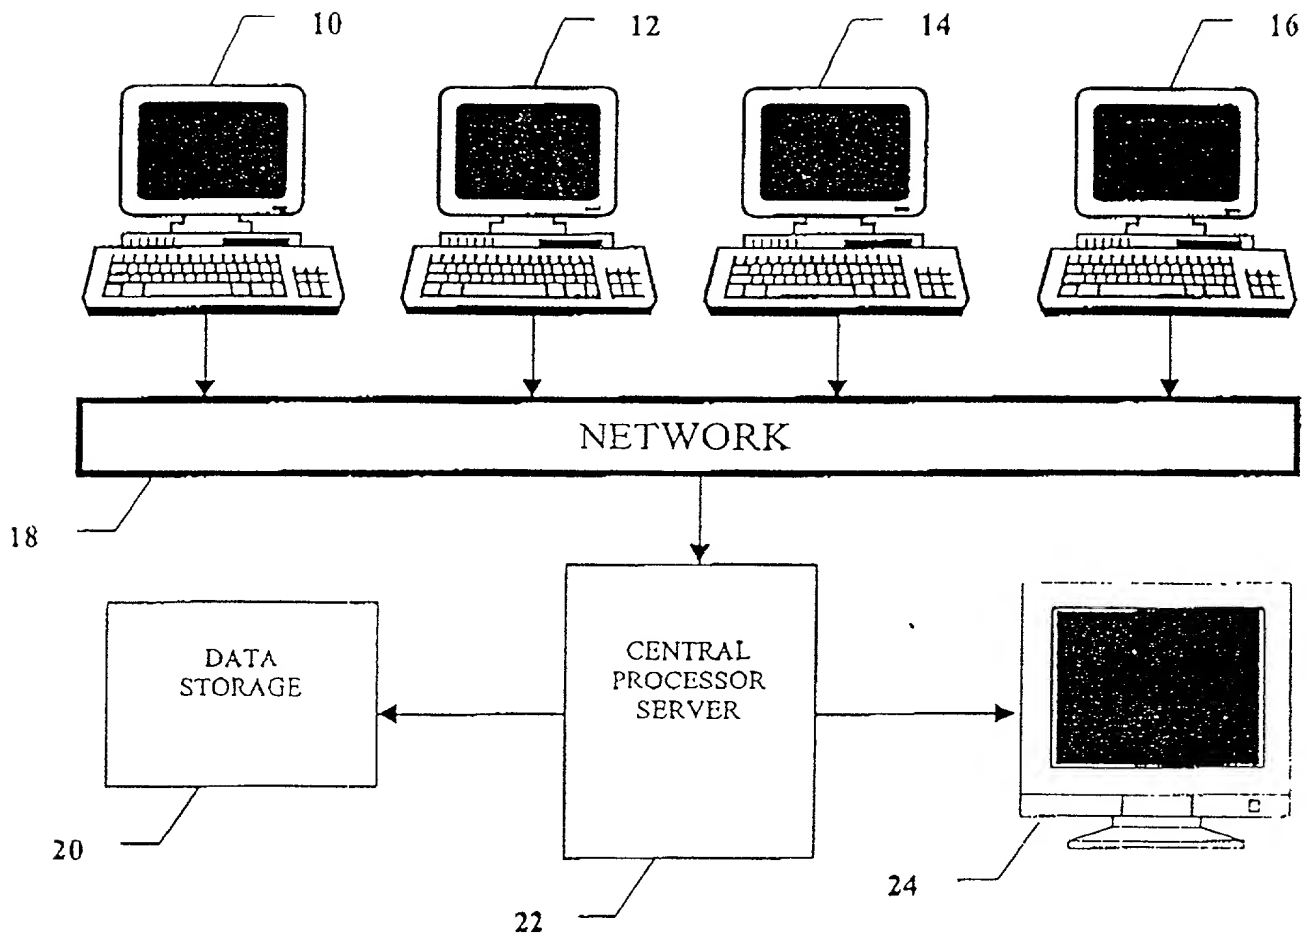 10
12
14
16
NETWORK
18
DATA
STORAGE
CENTRAL
PROCESSOR
SERVER
20
22
24